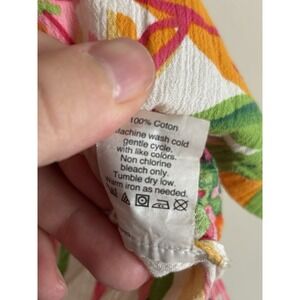 100% Coton
Machine wash cold
gentle cycle,
with like colors.
Non chlorine
bleach only.
Tumble dry low.
Warm iron as needed.